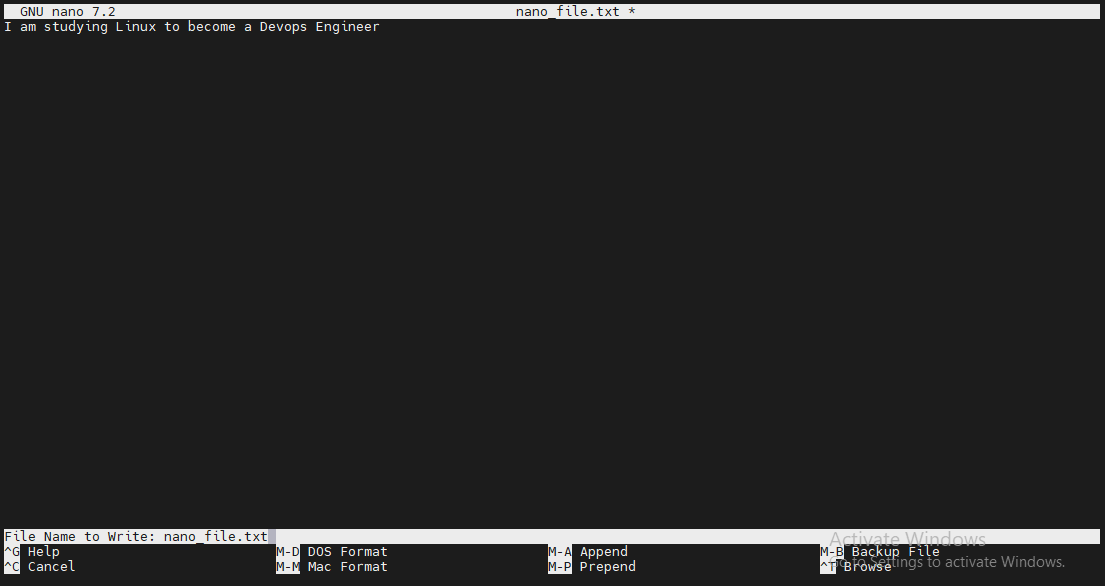 GNU nano 7.2 nano_file.txt *
I am studying Linux to become a Devops Engineer
File Name to Write: nano_file.txt
^G Help M-D DOS Format M-A Append M-B Backup File
^C Cancel M-M Mac Format M-P Prepend ^T Browse
Activate Windows
Go to Settings to activate Windows.